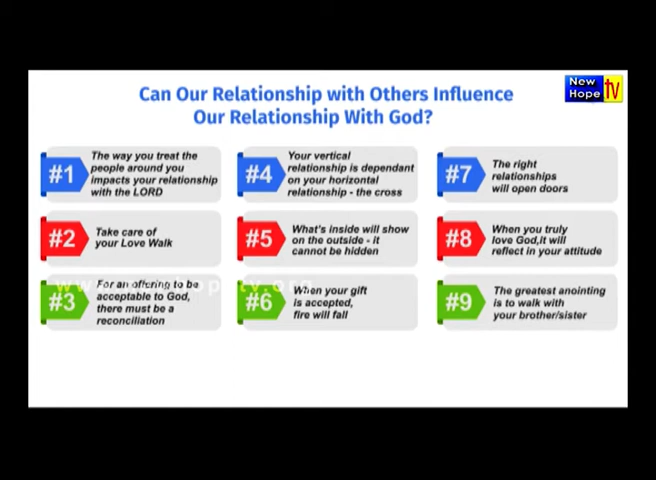 Can Our Relationship with Others Influence
Our Relationship With God?
New
Hope
TV
#1
The way you treat the
people around you
impacts your relationship
with the LORD
#2
Take care of
your Love Walk
#3
For an offering to be
acceptable to God,
there must be a
reconciliation
#4
Your vertical
relationship is dependant
on your horizontal
relationship - the cross
#5
What's inside will show
on the outside - it
cannot be hidden
#6
When your gift
is accepted,
fire will fall
#7
The right
relationships
will open doors
#8
When you truly
love God,it will
reflect in your attitude
#9
The greatest anointing
is to walk with
your brother/sister